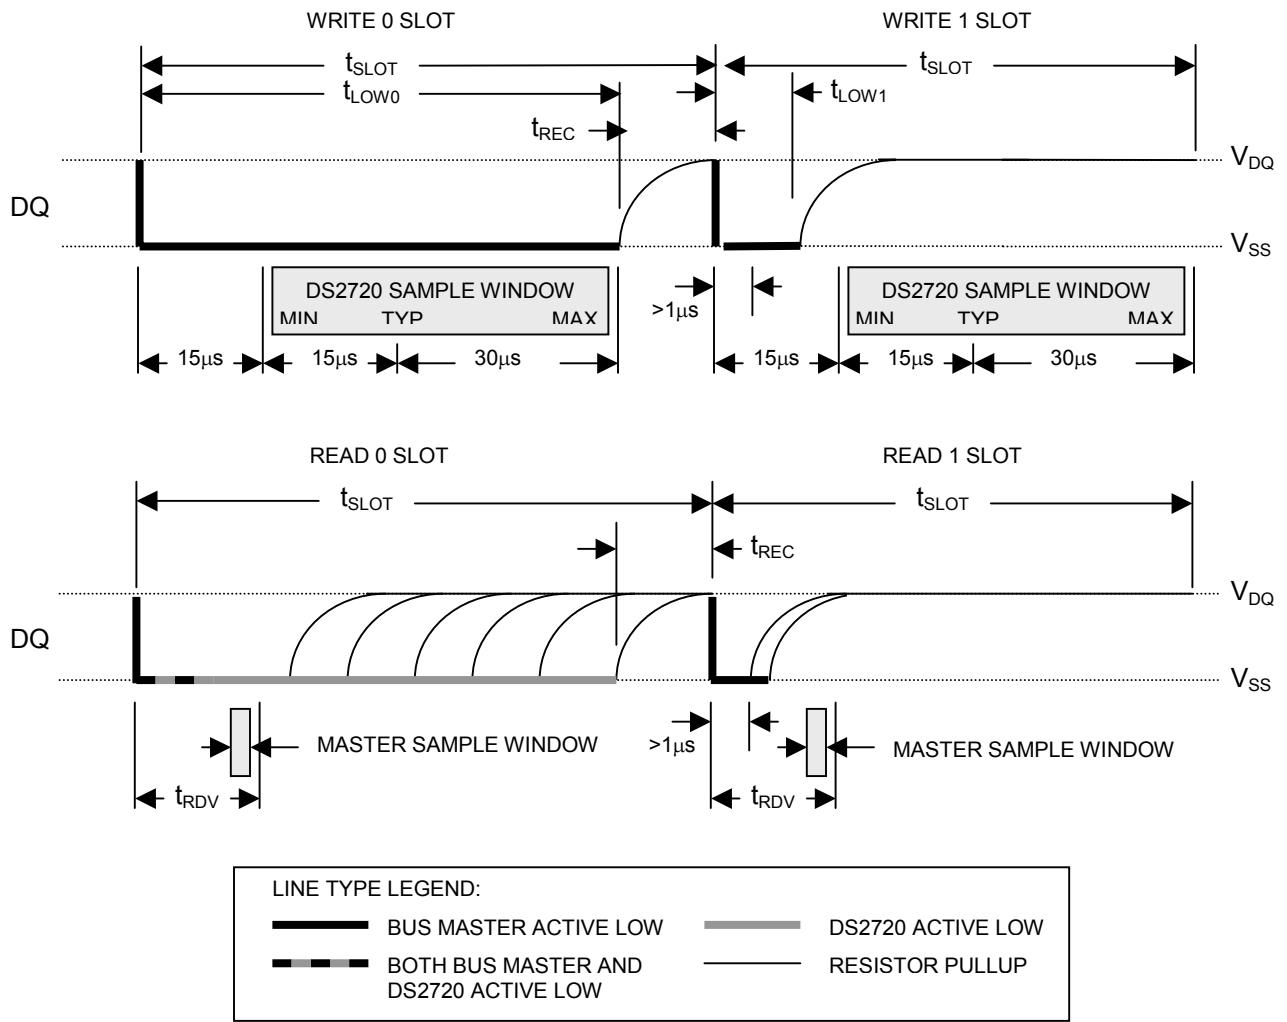 WRITE 0 SLOT WRITE 1 SLOT
tSLOT tSLOT
tLOW0 tLOW1
tREC
VDQ
DQ
VSS
DS2720 SAMPLE WINDOW DS2720 SAMPLE WINDOW
MIN TYP MAX >1μs MIN TYP MAX
15μs 15μs 30μs 15μs 15μs 30μs
READ 0 SLOT READ 1 SLOT
tSLOT tSLOT
tREC
VDQ
DQ
VSS
MASTER SAMPLE WINDOW >1μs MASTER SAMPLE WINDOW
tRDV tRDV
LINE TYPE LEGEND:
BUS MASTER ACTIVE LOW DS2720 ACTIVE LOW
BOTH BUS MASTER AND RESISTOR PULLUP
DS2720 ACTIVE LOW